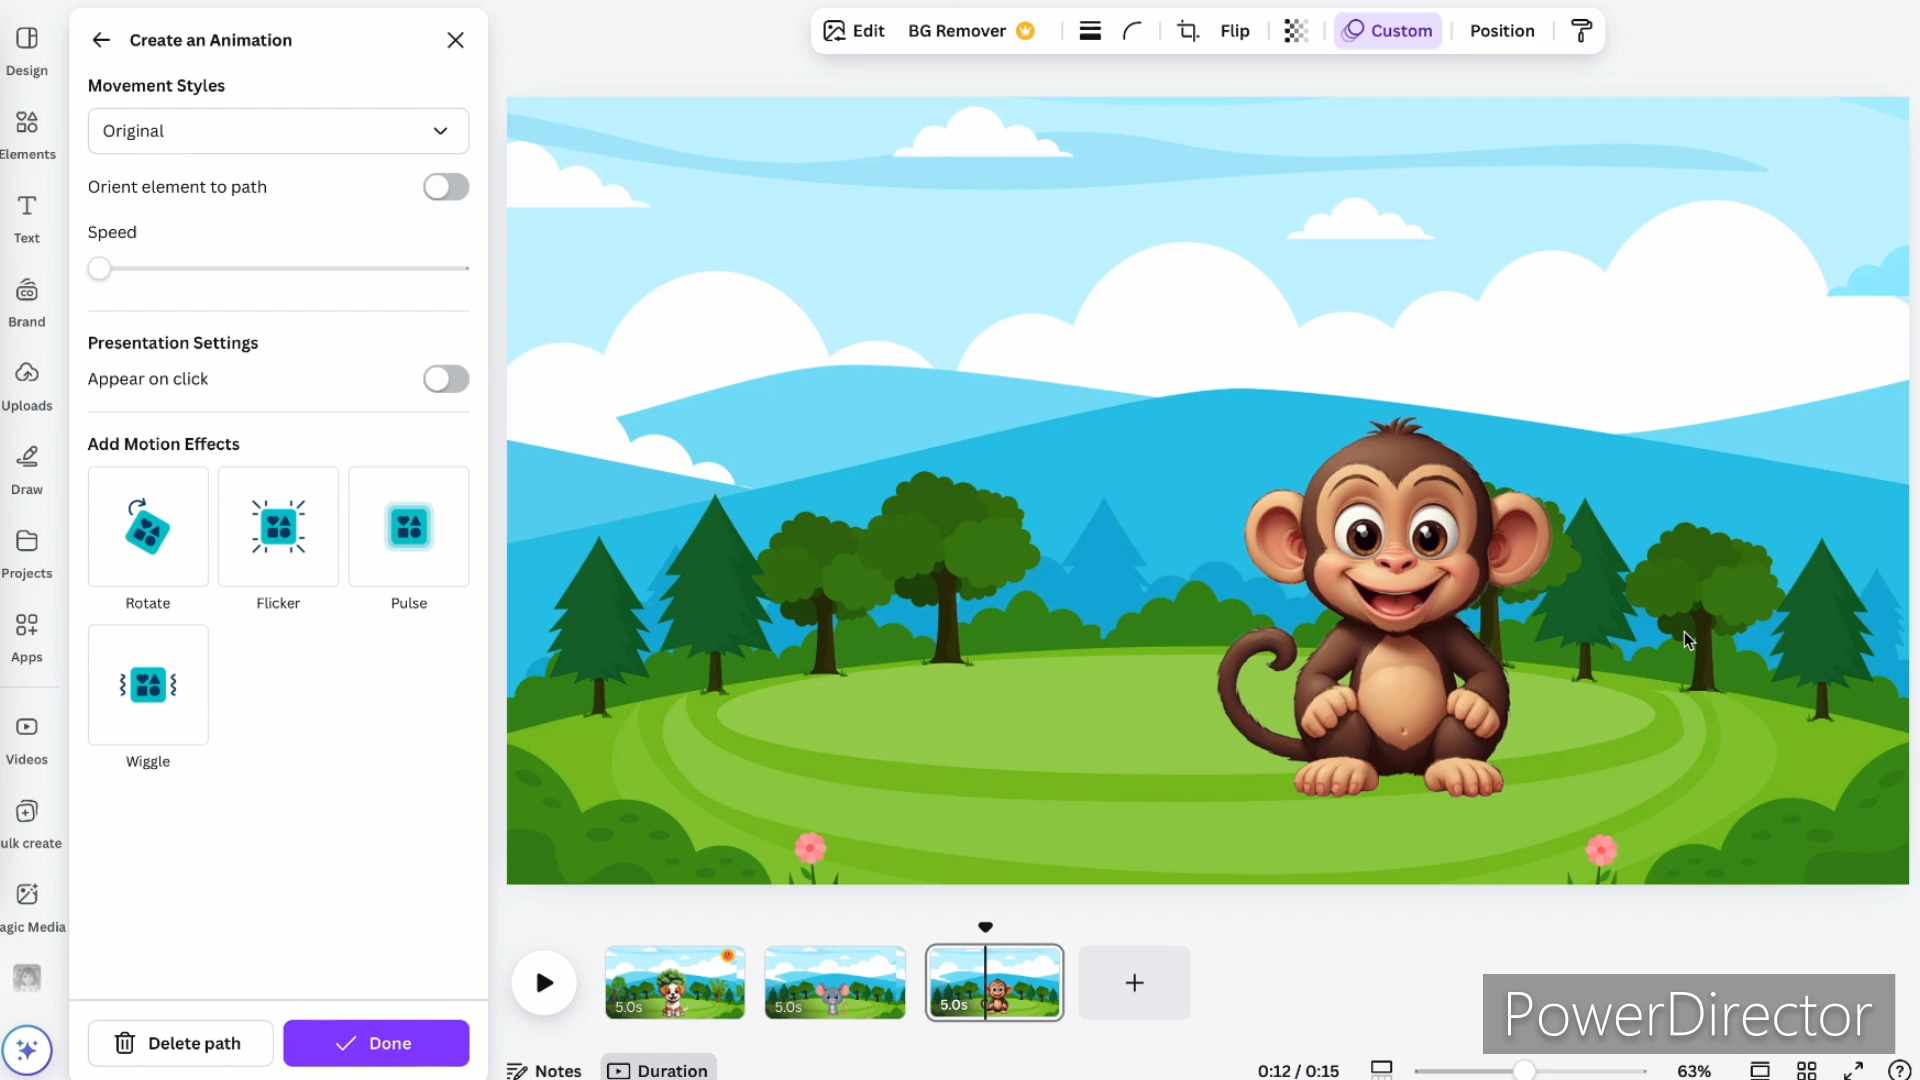 Create an Animation
Edit
BG Remover
Flip
Custom
Position
Design
Elements
Text
Brand
Uploads
Draw
Projects
Apps
Videos
ulk create
agic Media
Movement Styles
Original
Orient element to path
Speed
Presentation Settings
Appear on click
Add Motion Effects
Rotate
Flicker
Pulse
Wiggle
Delete path
Done
5.0s
5.0s
5.0s
PowerDirector
Notes
Duration
0:12 / 0:15
63%